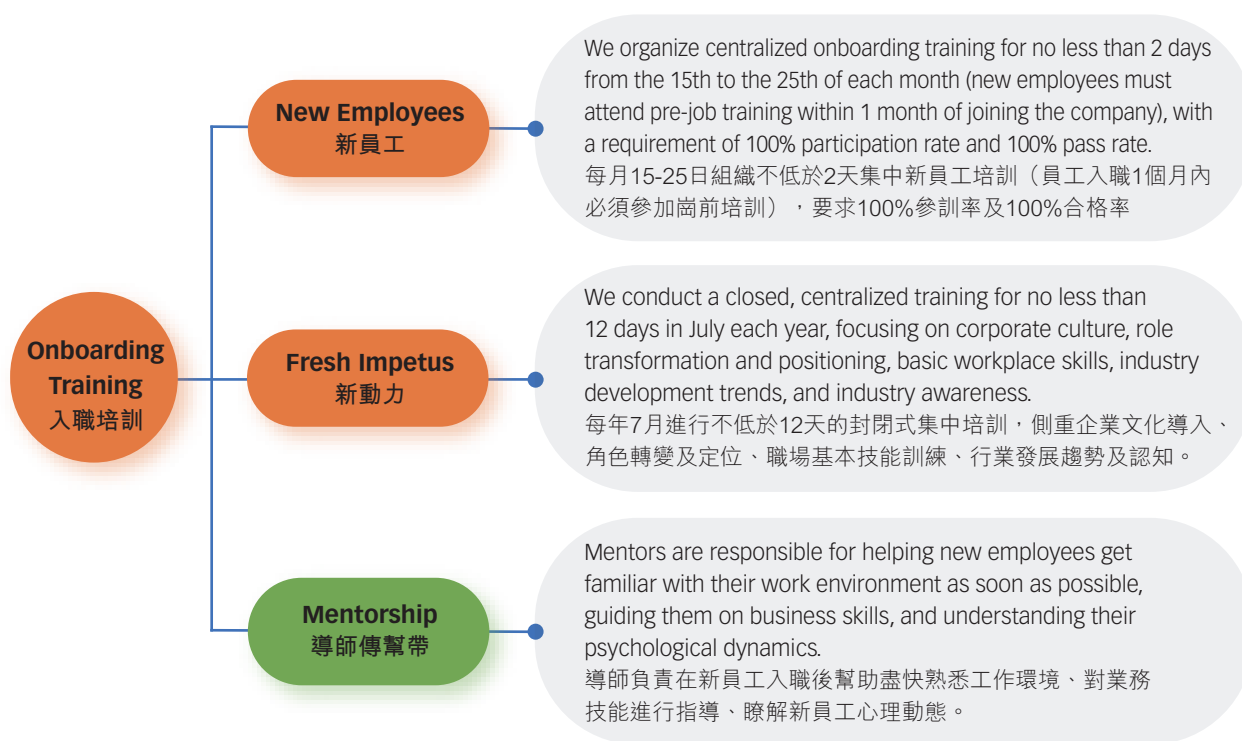 Onboarding
Training
入職培訓
New Employees
新員工
We organize centralized onboarding training for no less than 2 days
from the 15th to the 25th of each month (new employees must
attend pre-job training within 1 month of joining the company), with
a requirement of 100% participation rate and 100% pass rate.
每月15-25日組織不低於2天集中新員工培訓（員工入職1個月內
必須參加崗前培訓），要求100%參訓率及100%合格率
Fresh Impetus
新動力
We conduct a closed, centralized training for no less than
12 days in July each year, focusing on corporate culture, role
transformation and positioning, basic workplace skills, industry
development trends, and industry awareness.
每年7月進行不低於12天的封閉式集中培訓，側重企業文化導入、
角色轉變及定位、職場基本技能訓練、行業發展趨勢及認知。
Mentorship
導師傳幫帶
Mentors are responsible for helping new employees get
familiar with their work environment as soon as possible,
guiding them on business skills, and understanding their
psychological dynamics.
導師負責在新員工入職後幫助盡快熟悉工作環境、對業務
技能進行指導、瞭解新員工心理動態。